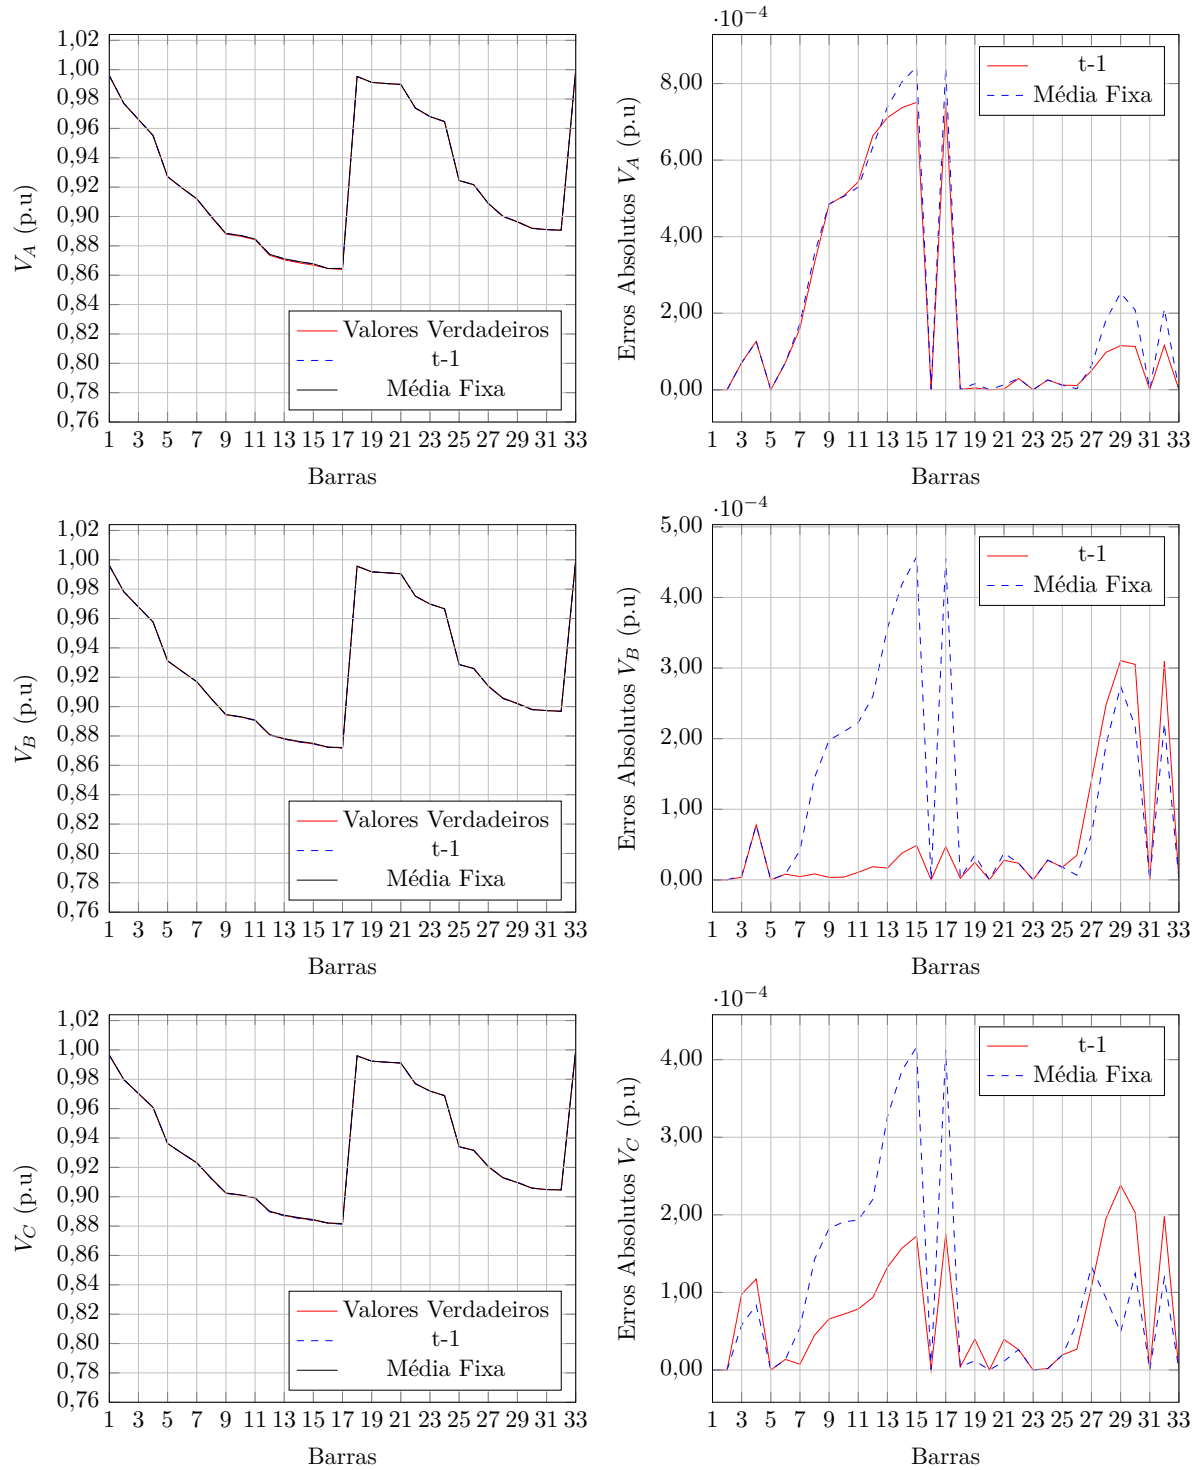 1,02
1,00
0,98
0,96
0,94
0,92
0,90
0,88
0,86
0,84
0,82
0,80
0,78
0,76
V_A (p.u)
1 3 5 7 9 11 13 15 17 19 21 23 25 27 29 31 33
Barras
Valores Verdadeiros
t-1
Média Fixa
·10⁻⁴
8,00
6,00
4,00
2,00
0,00
Erros Absolutos V_A (p.u)
1 3 5 7 9 11 13 15 17 19 21 23 25 27 29 31 33
Barras
t-1
Média Fixa
1,02
1,00
0,98
0,96
0,94
0,92
0,90
0,88
0,86
0,84
0,82
0,80
0,78
0,76
V_B (p.u)
1 3 5 7 9 11 13 15 17 19 21 23 25 27 29 31 33
Barras
Valores Verdadeiros
t-1
Média Fixa
·10⁻⁴
5,00
4,00
3,00
2,00
1,00
0,00
Erros Absolutos V_B (p.u)
1 3 5 7 9 11 13 15 17 19 21 23 25 27 29 31 33
Barras
t-1
Média Fixa
1,02
1,00
0,98
0,96
0,94
0,92
0,90
0,88
0,86
0,84
0,82
0,80
0,78
0,76
V_C (p.u)
1 3 5 7 9 11 13 15 17 19 21 23 25 27 29 31 33
Barras
Valores Verdadeiros
t-1
Média Fixa
·10⁻⁴
4,00
3,00
2,00
1,00
0,00
Erros Absolutos V_C (p.u)
1 3 5 7 9 11 13 15 17 19 21 23 25 27 29 31 33
Barras
t-1
Média Fixa